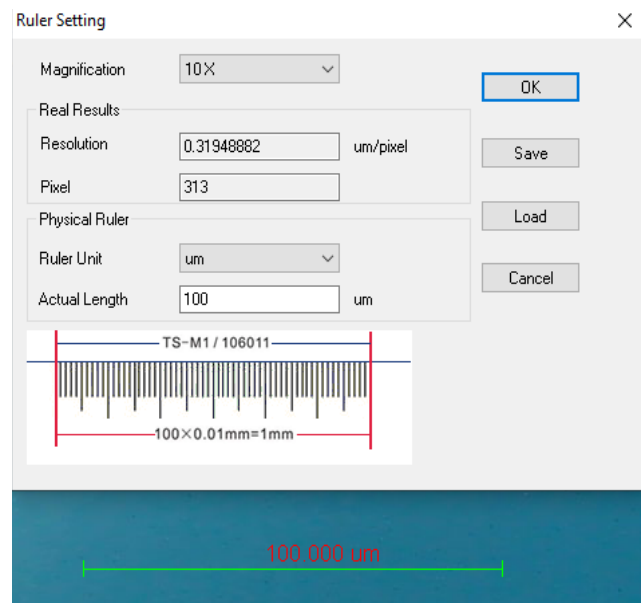 Ruler Setting
Magnification 10X
OK
Real Results
Resolution 0.31948882 um/pixel
Save
Pixel 313
Physical Ruler
Load
Ruler Unit um
Cancel
Actual Length 100 um
TS-M1 / 106011
100×0.01mm=1mm
100.000 um